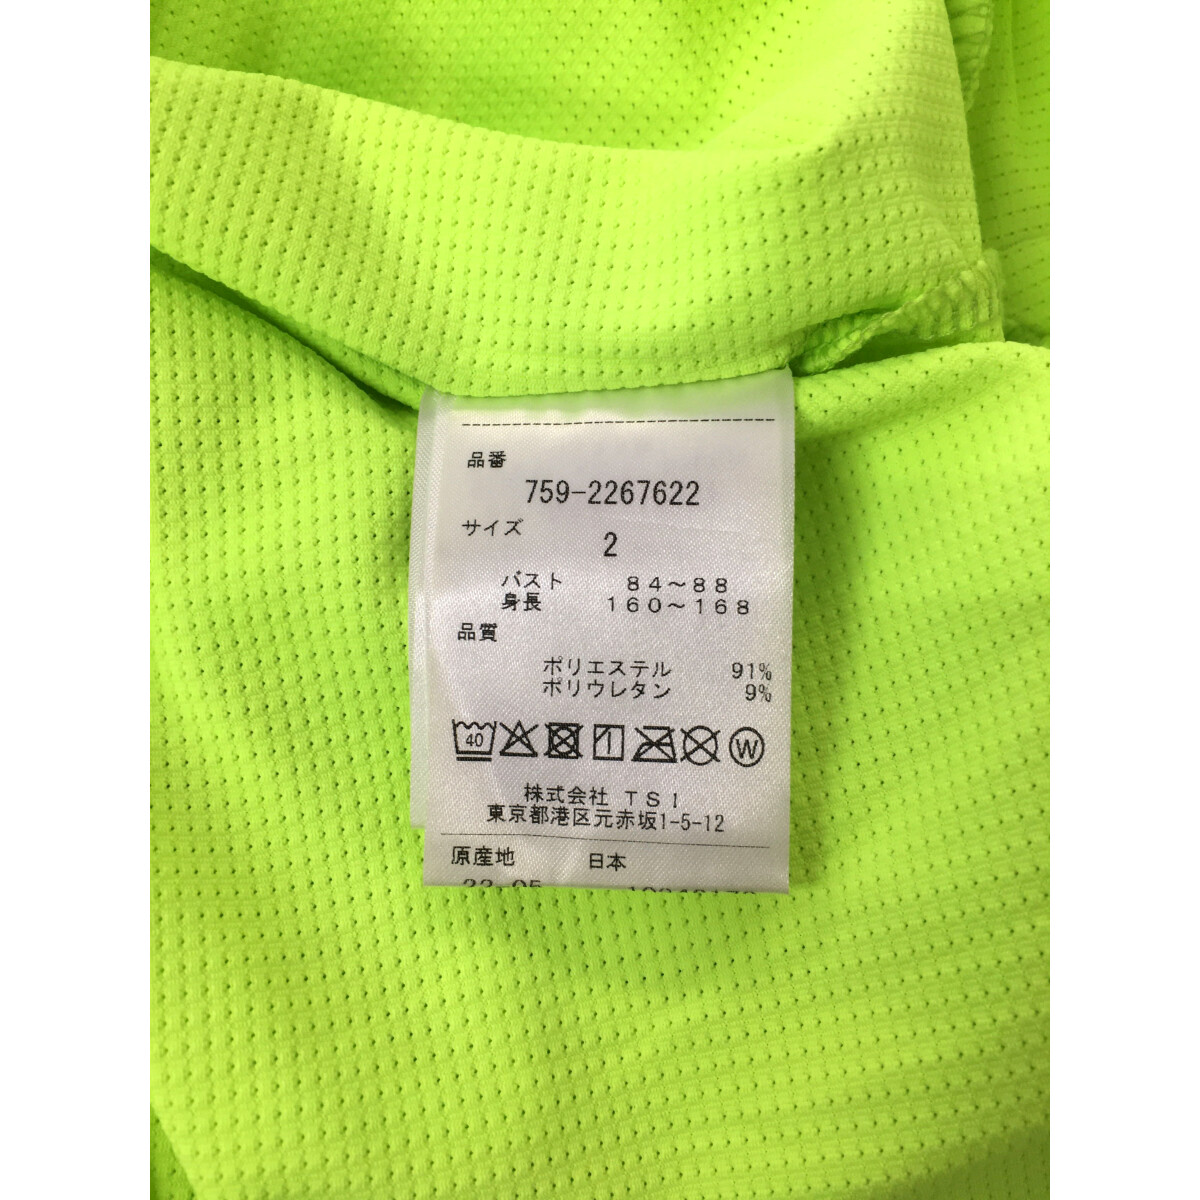 品番
759-2267622
サイズ
2
バスト 84～88
身長 160～168
品質
ポリエステル 91%
ポリウレタン 9%
40 W
株式会社 TSI
東京都港区元赤坂1-5-12
原産地 日本